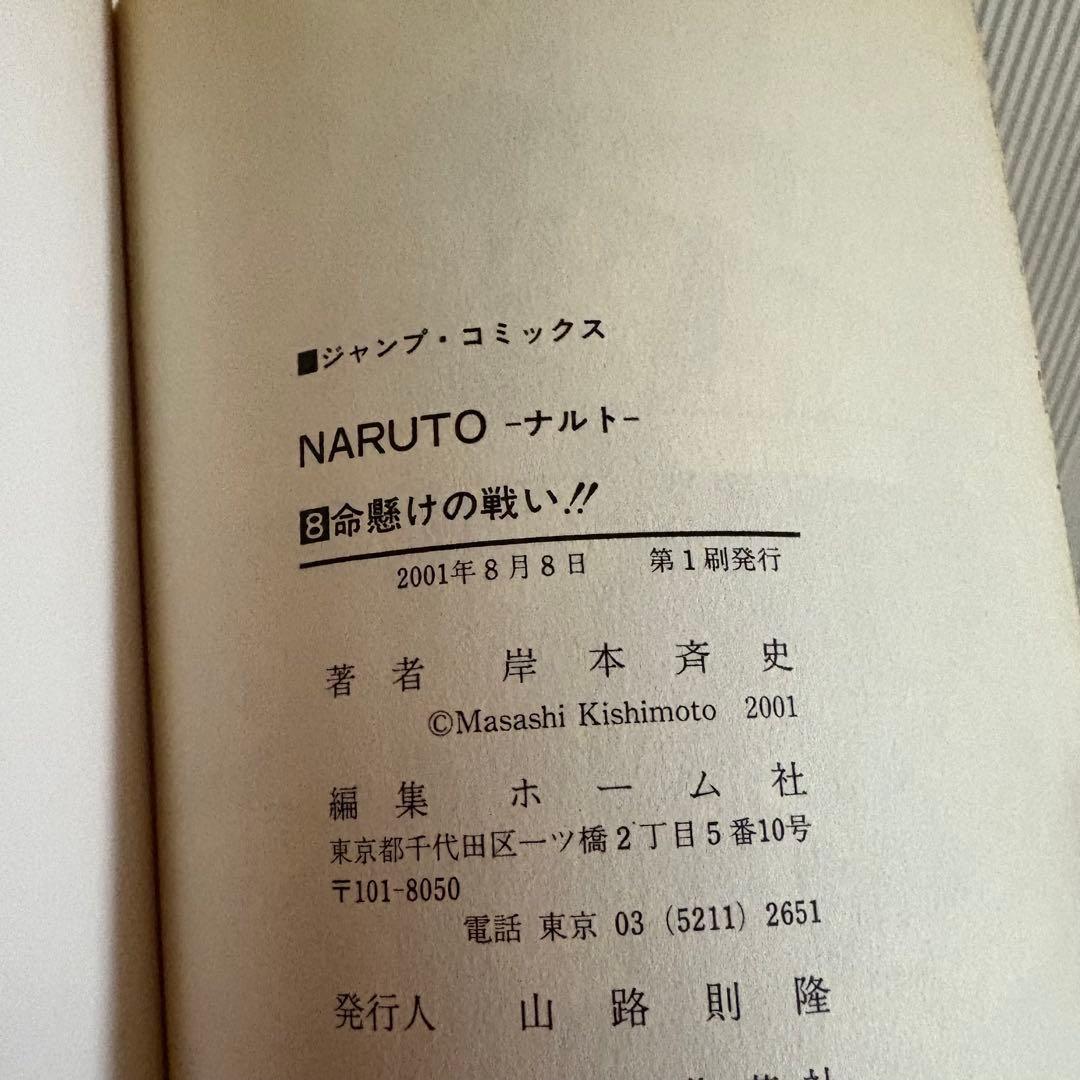 ■ジャンプ・コミックス
NARUTO -ナルト-
8 命懸けの戦い!!
2001年8月8日 第1刷発行
著者 岸本斉史
©Masashi Kishimoto 2001
編集 ホーム社
東京都千代田区一ツ橋2丁目5番10号
〒101-8050
電話 東京 03 (5211) 2651
発行人 山路則隆